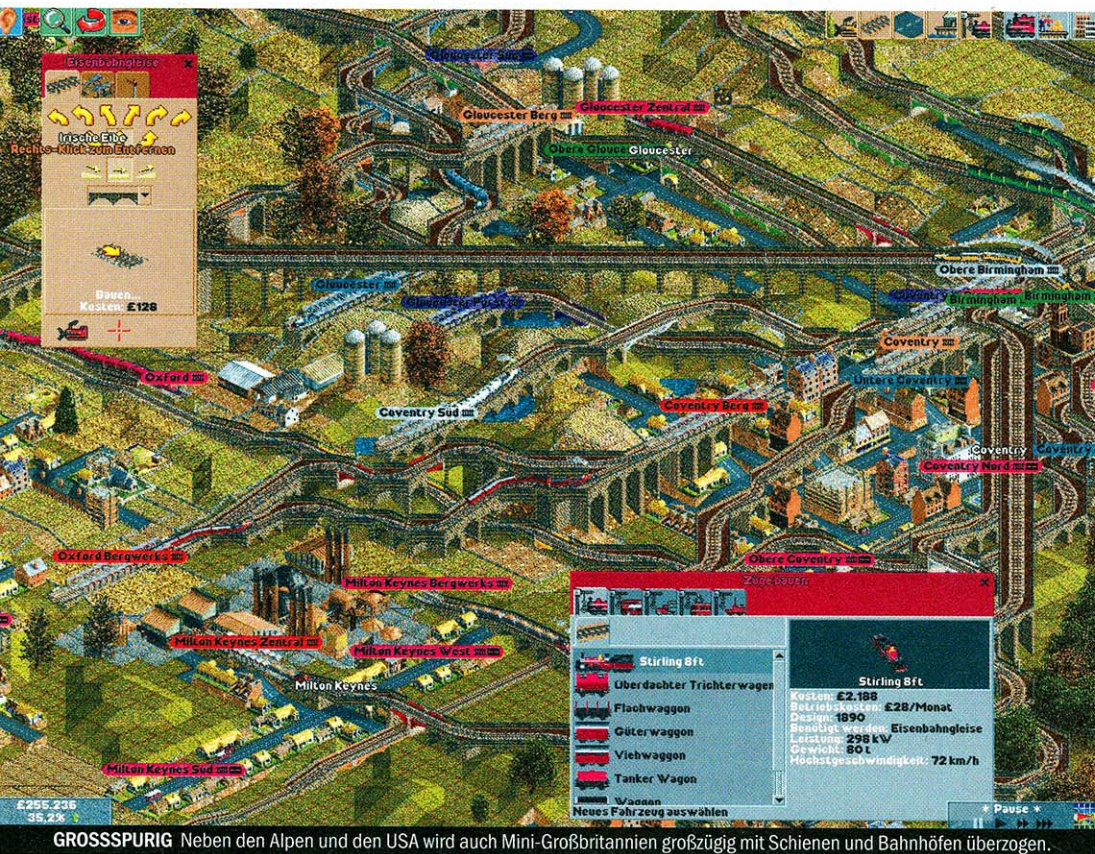 Gloucester Süd
Eisenbahngleise
Gloucester Zentral
Gloucester Berg
Irische Eibe
Rechts-Klick zum Entfernen
Obere Glouce
Gloucester
Obere Birmingham
Gloucester
Coventry
Birmingham
Birmingham
Bauen...
Kosten: £128
Coventry
Oxford
Untere Coventry
Coventry Süd
Coventry Berg
Coventry
Coventry
Coventry Nord
Oxford Bergwerks
Obere Coventry
Milton Keynes Bergwerks
Züge bauen
Milton Keynes Zentral
Milton Keynes West
Milton Keynes
Milton Keynes Süd
Stirling 8ft
Überdachter Trichterwagen
Flachwaggon
Güterwaggon
Viehwaggon
Tanker Wagon
Waggon
Neues Fahrzeug auswählen
Stirling 8ft
Kosten: £2.188
Betriebskosten: £28/Monat
Design: 1890
Benötigt werden: Eisenbahngleise
Leistung: 298 kW
Gewicht: 80 t
Höchstgeschwindigkeit: 72 km/h
£255.236
35,2%
* Pause *
GROSSSPURIG Neben den Alpen und den USA wird auch Mini-Großbritannien großzügig mit Schienen und Bahnhöfen überzogen.